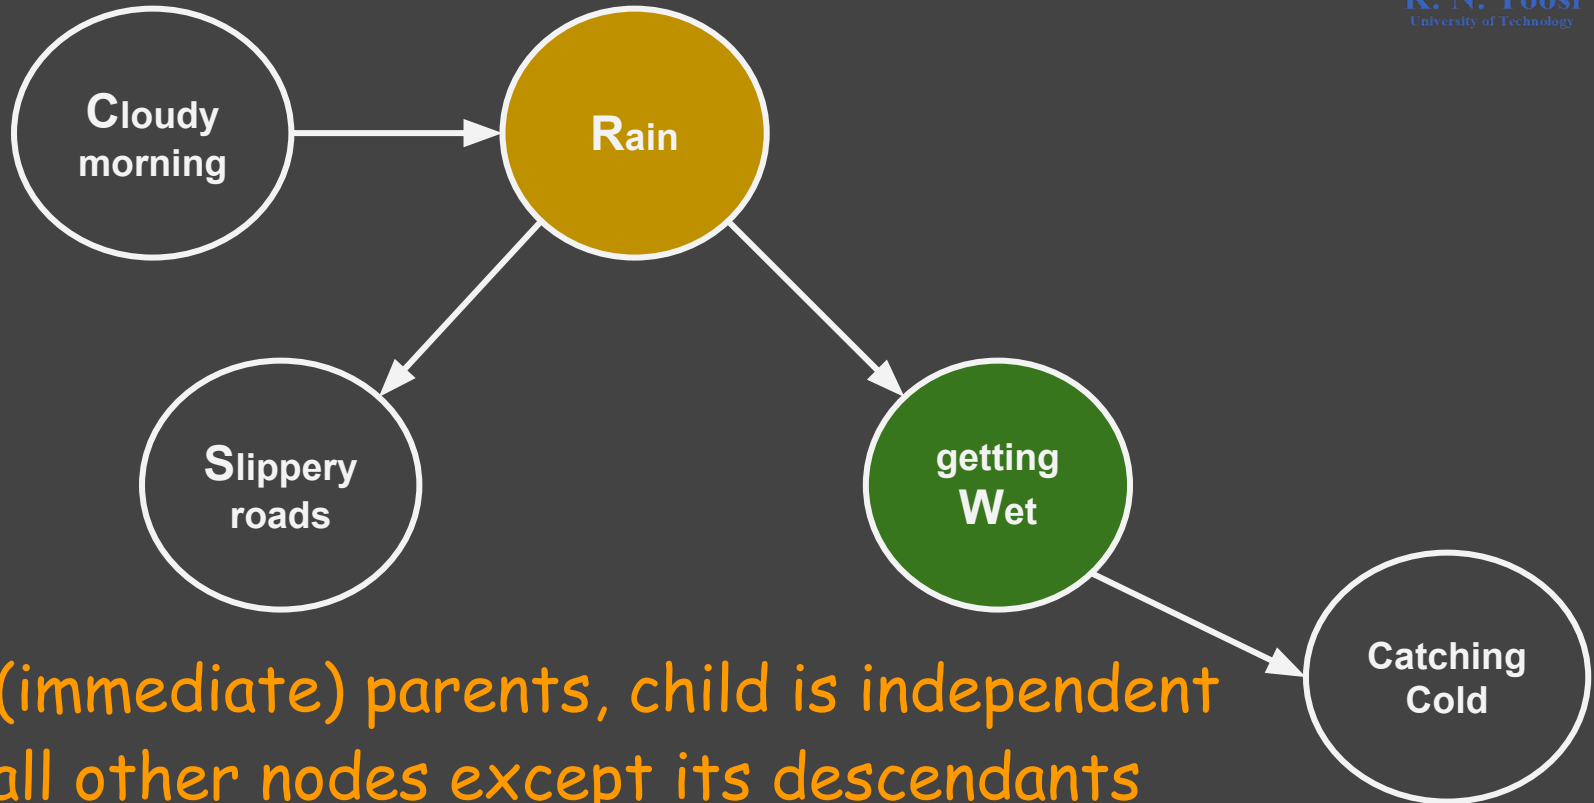 K. N. Toosi
University of Technology
Cloudy
morning
Rain
Slippery
roads
getting
Wet
Catching
Cold
(immediate) parents, child is independent
all other nodes except its descendants